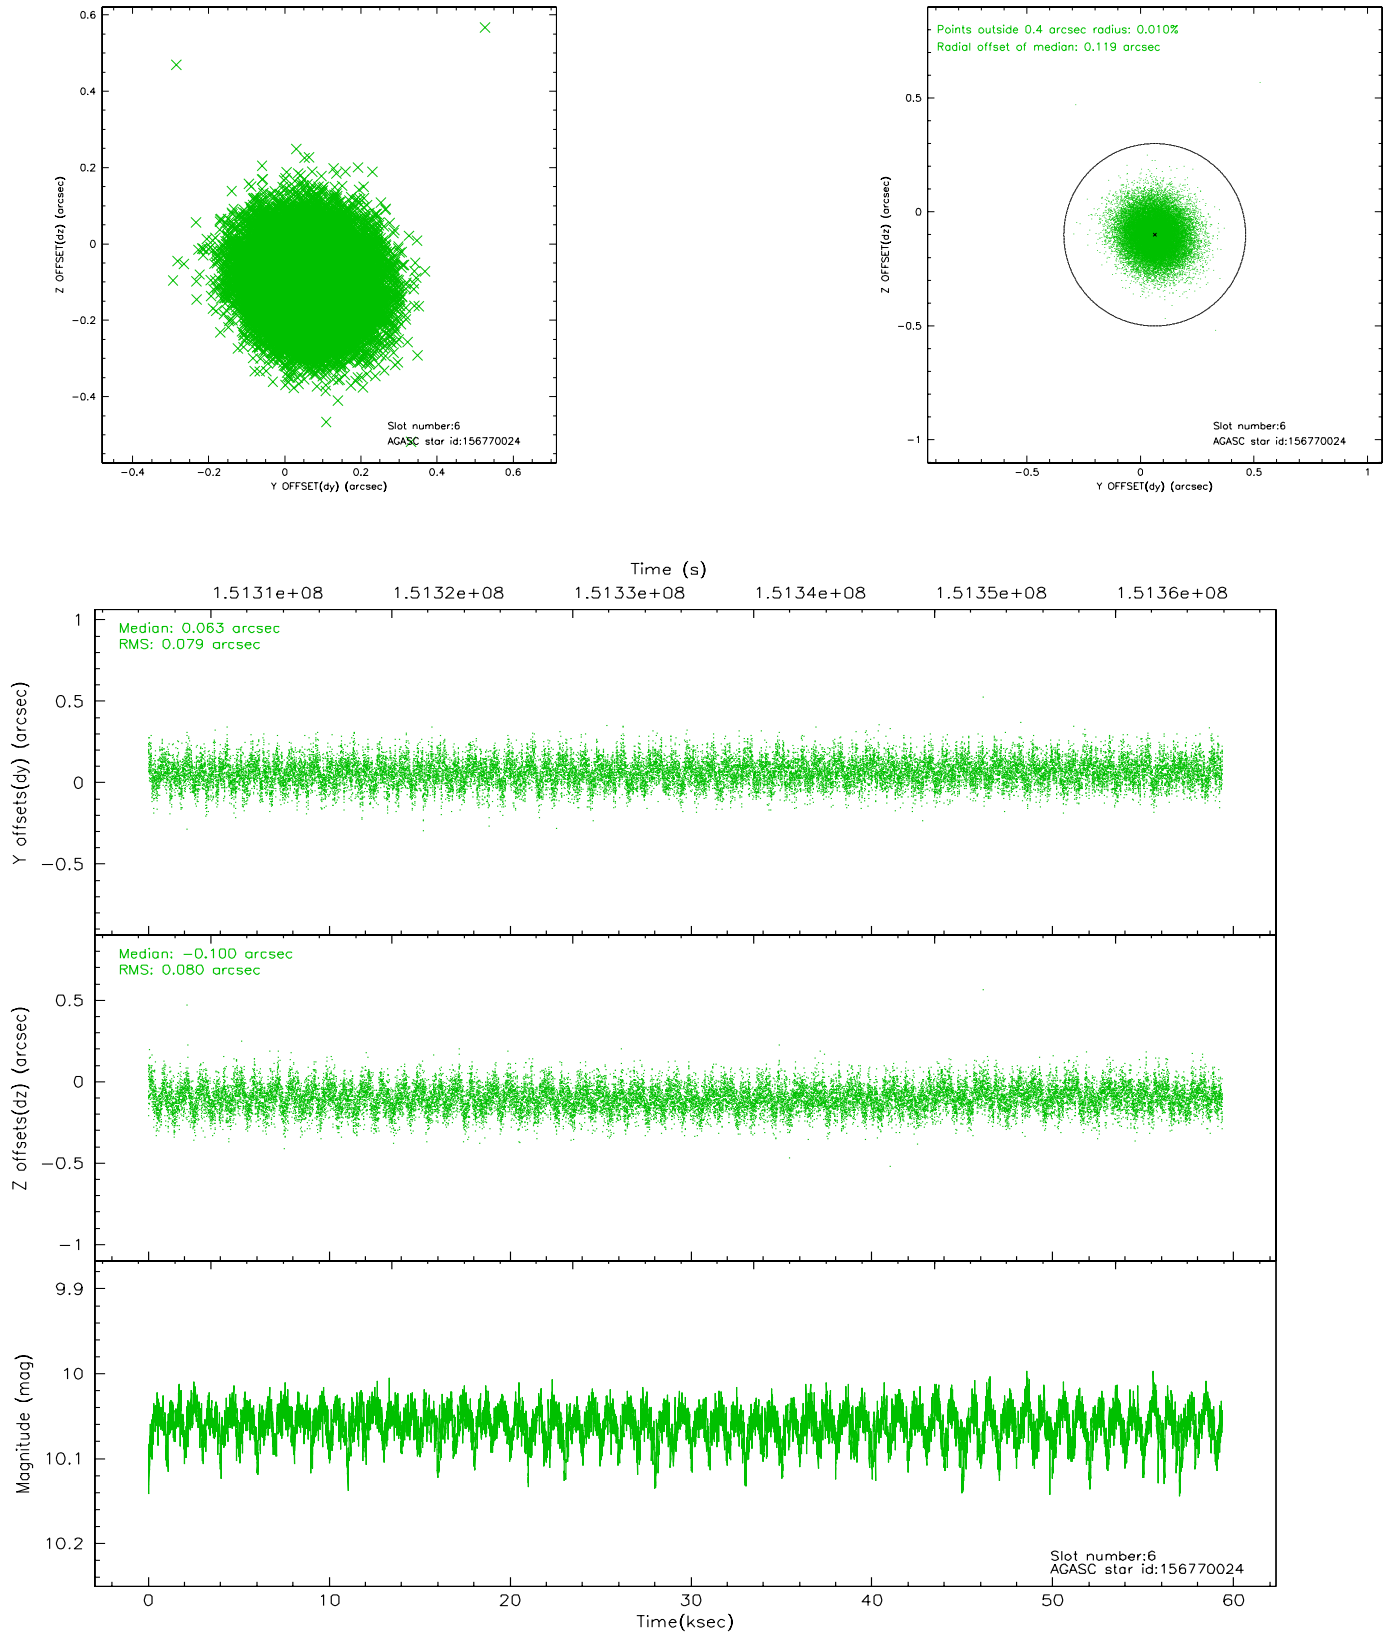 0.6
0.4
0.2
0
−0.2
−0.4
Z OFFSET(dz) (arcsec)
Slot number:6
AGASC star id:156770024
−0.4 −0.2 0 0.2 0.4 0.6
Y OFFSET(dy) (arcsec)
Points outside 0.4 arcsec radius: 0.010%
Radial offset of median: 0.119 arcsec
0.5
0
−0.5
−1
Z OFFSET(dz) (arcsec)
Slot number:6
AGASC star id:156770024
−0.5 0 0.5 1
Y OFFSET(dy) (arcsec)
Time (s)
1.5131e+08 1.5132e+08 1.5133e+08 1.5134e+08 1.5135e+08 1.5136e+08
Median: 0.063 arcsec
RMS: 0.079 arcsec
1
0.5
0
−0.5
Y offsets(dy) (arcsec)
Median: −0.100 arcsec
RMS: 0.080 arcsec
0.5
0
−0.5
−1
Z offsets(dz) (arcsec)
9.9
10
10.1
10.2
Magnitude (mag)
Slot number:6
AGASC star id:156770024
0 10 20 30 40 50 60
Time(ksec)